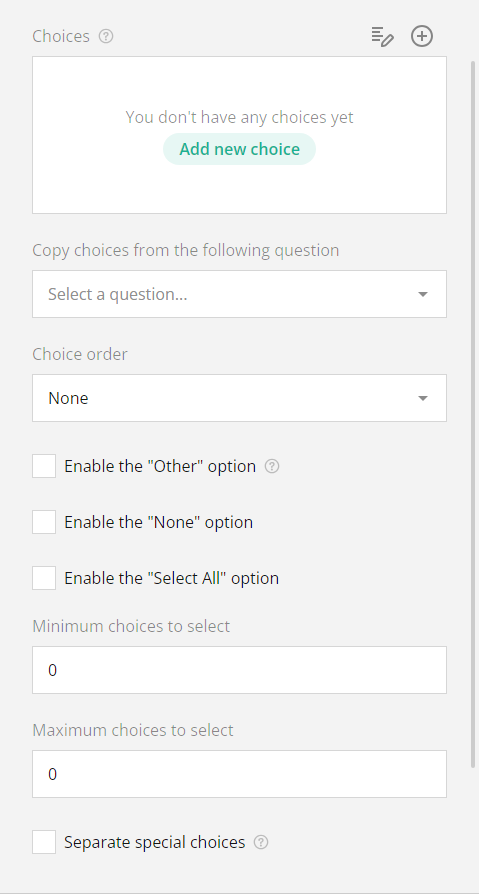 Choices
You don't have any choices yet
Add new choice
Copy choices from the following question
Select a question...
Choice order
None
Enable the "Other" option
Enable the "None" option
Enable the "Select All" option
Minimum choices to select
0
Maximum choices to select
0
Separate special choices